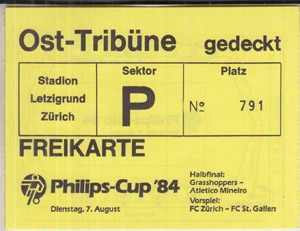 Ost-Tribüne gedeckt
Stadion
Letzigrund
Zürich
Sektor
P
Platz
No 791
FREIKARTE
Philips-Cup '84
Dienstag, 7. August
Halbfinal:
Grasshoppers –
Atletico Mineiro
Vorspiel:
FC Zürich – FC St. Gallen